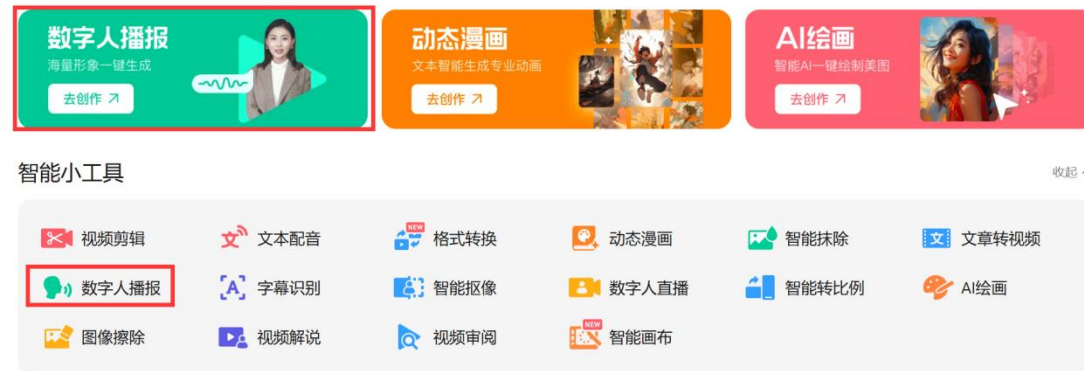 数字人播报
海量形象一键生成
去创作
动态漫画
文本智能生成专业动画
去创作
AI绘画
智能AI一键绘制美图
去创作
智能小工具
收起
视频剪辑
文本配音
NEW
格式转换
动态漫画
智能抹除
文章转视频
数字人播报
字幕识别
智能抠像
数字人直播
智能转比例
AI绘画
图像擦除
视频解说
视频审阅
NEW
智能画布